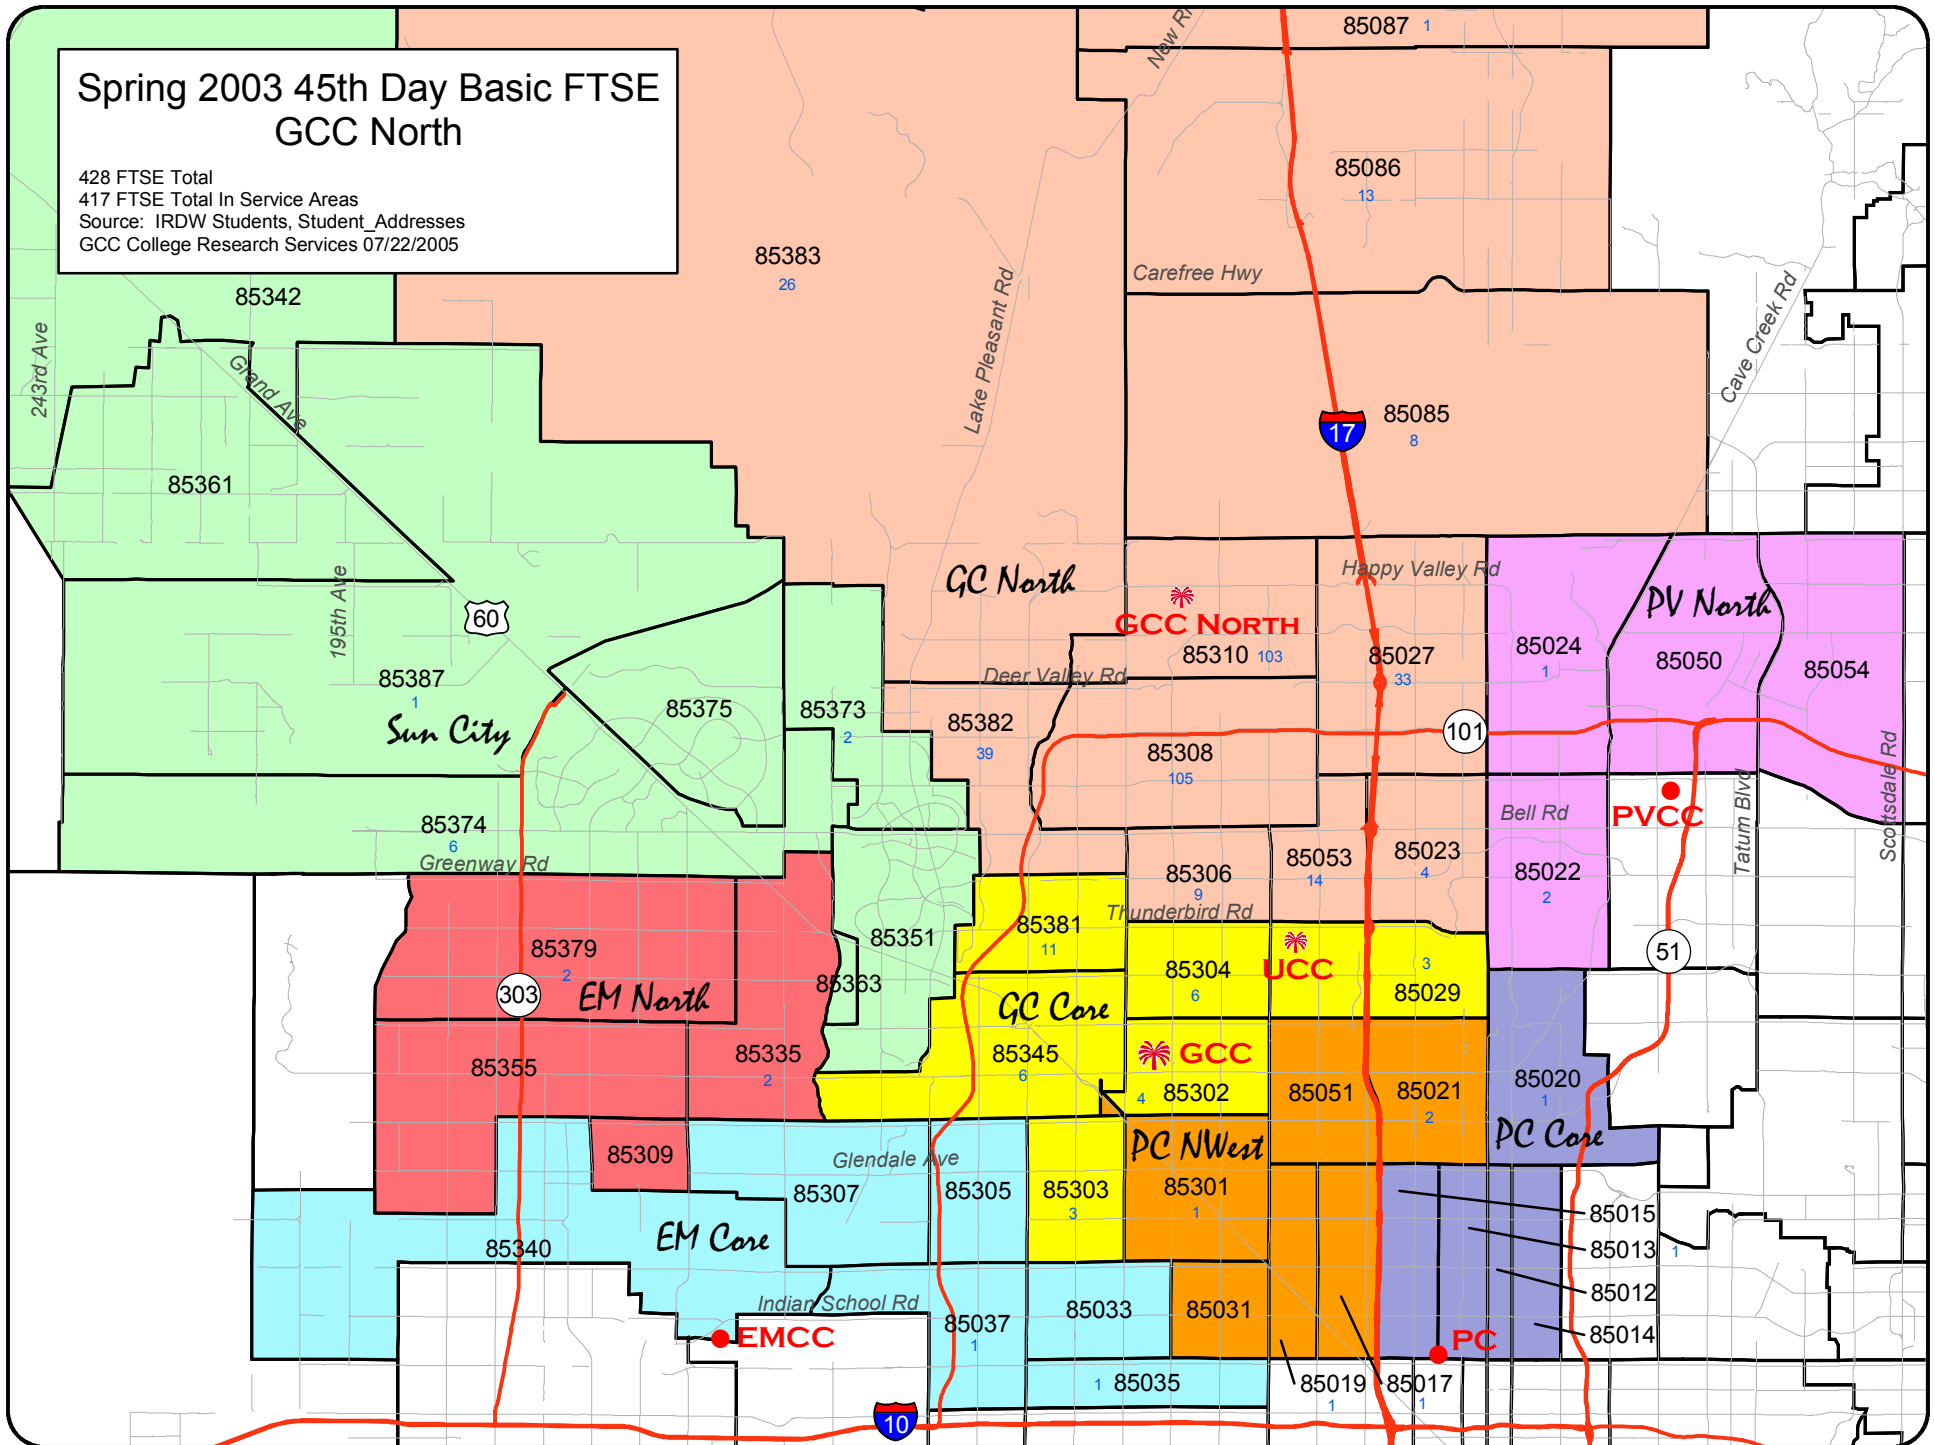 Spring 2003 45th Day Basic FTSE
GCC North
428 FTSE Total
417 FTSE Total In Service Areas
Source:  IRDW Students, Student_Addresses
GCC College Research Services 07/22/2005
85087 1
New
85086
13
85383
26
Carefree Hwy
85342
Lake Pleasant Rd
Cave Creek Rd
243rd Ave
Grand Ave
85085
8
17
85361
GC North
Happy Valley Rd
PV North
195th Ave
60
GCC North
85310 103
85027
33
85024
1
85050
85054
85387
1
Deer Valley Rd
Sun City
85375
85373
2
85382
39
85308
105
101
Scottsdale Rd
Tatum Blvd
85374
6
Greenway Rd
Bell Rd
PVCC
85306
9
85053
14
85023
4
85022
2
Thunderbird Rd
85381
11
85351
85379
2
303
EM North
85363
85304
6
UCC
3
85029
51
GC Core
85355
85335
2
85345
6
GCC
4 85302
85051
85021
2
85020
1
PC Core
PC NWest
85309
Glendale Ave
85307
85305
85303
3
85301
1
85015
85013
1
85012
85014
EM Core
85340
Indian School Rd
85037
1
85033
85031
EMCC
PC
1 85035
85019
1
85017
1
10